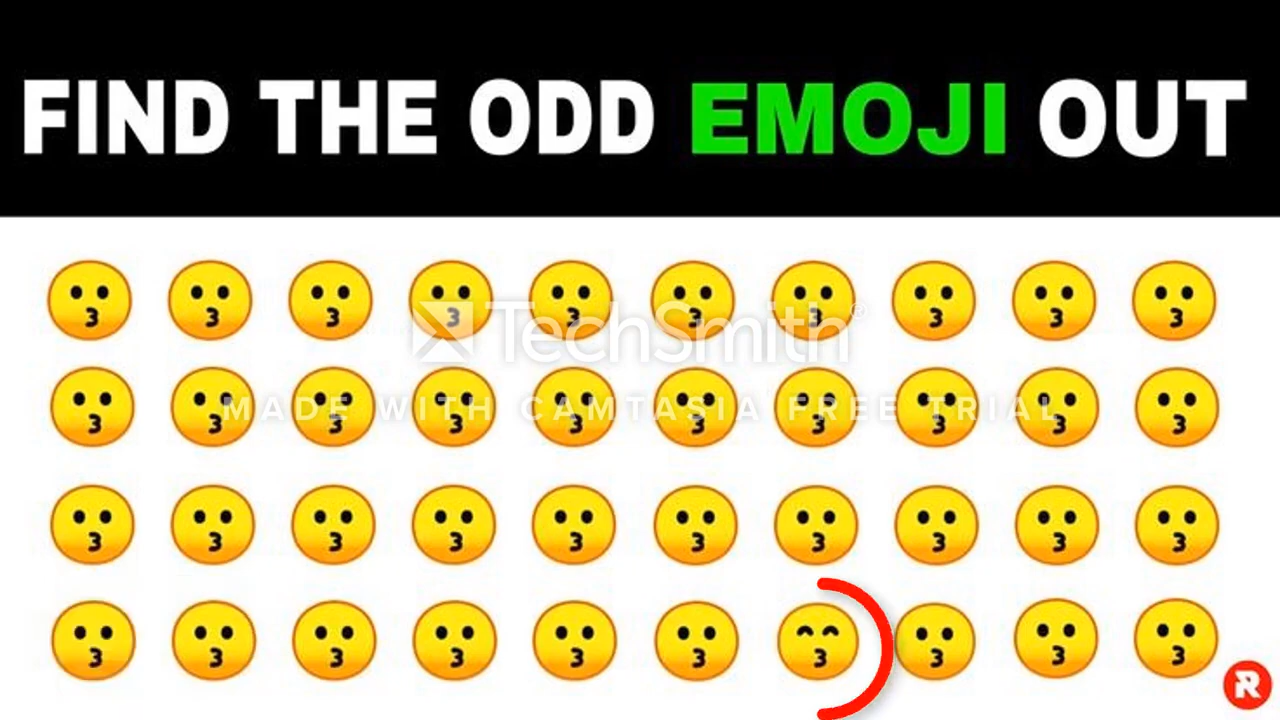 FIND THE ODD EMOJI OUT
TechSmith®
MADE WITH CAMTASIA FREE TRIAL
R